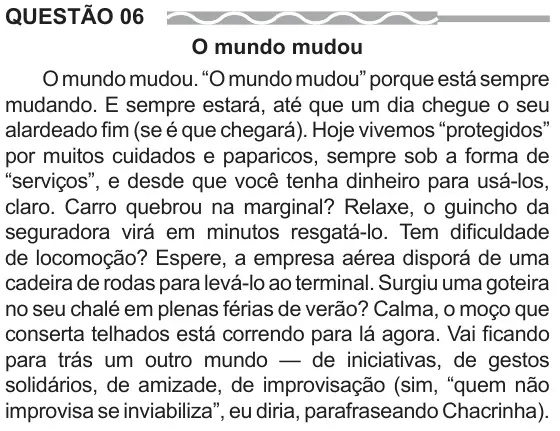 QUESTÃO 06
O mundo mudou
O mundo mudou. “O mundo mudou” porque está sempre
mudando. E sempre estará, até que um dia chegue o seu
alardeado fim (se é que chegará). Hoje vivemos “protegidos”
por muitos cuidados e paparicos, sempre sob a forma de
“serviços”, e desde que você tenha dinheiro para usá-los,
claro. Carro quebrou na marginal? Relaxe, o guincho da
seguradora virá em minutos resgatá-lo. Tem dificuldade
de locomoção? Espere, a empresa aérea disporá de uma
cadeira de rodas para levá-lo ao terminal. Surgiu uma goteira
no seu chalé em plenas férias de verão? Calma, o moço que
conserta telhados está correndo para lá agora. Vai ficando
para trás um outro mundo — de iniciativas, de gestos
solidários, de amizade, de improvisação (sim, “quem não
improvisa se inviabiliza”, eu diria, parafraseando Chacrinha).